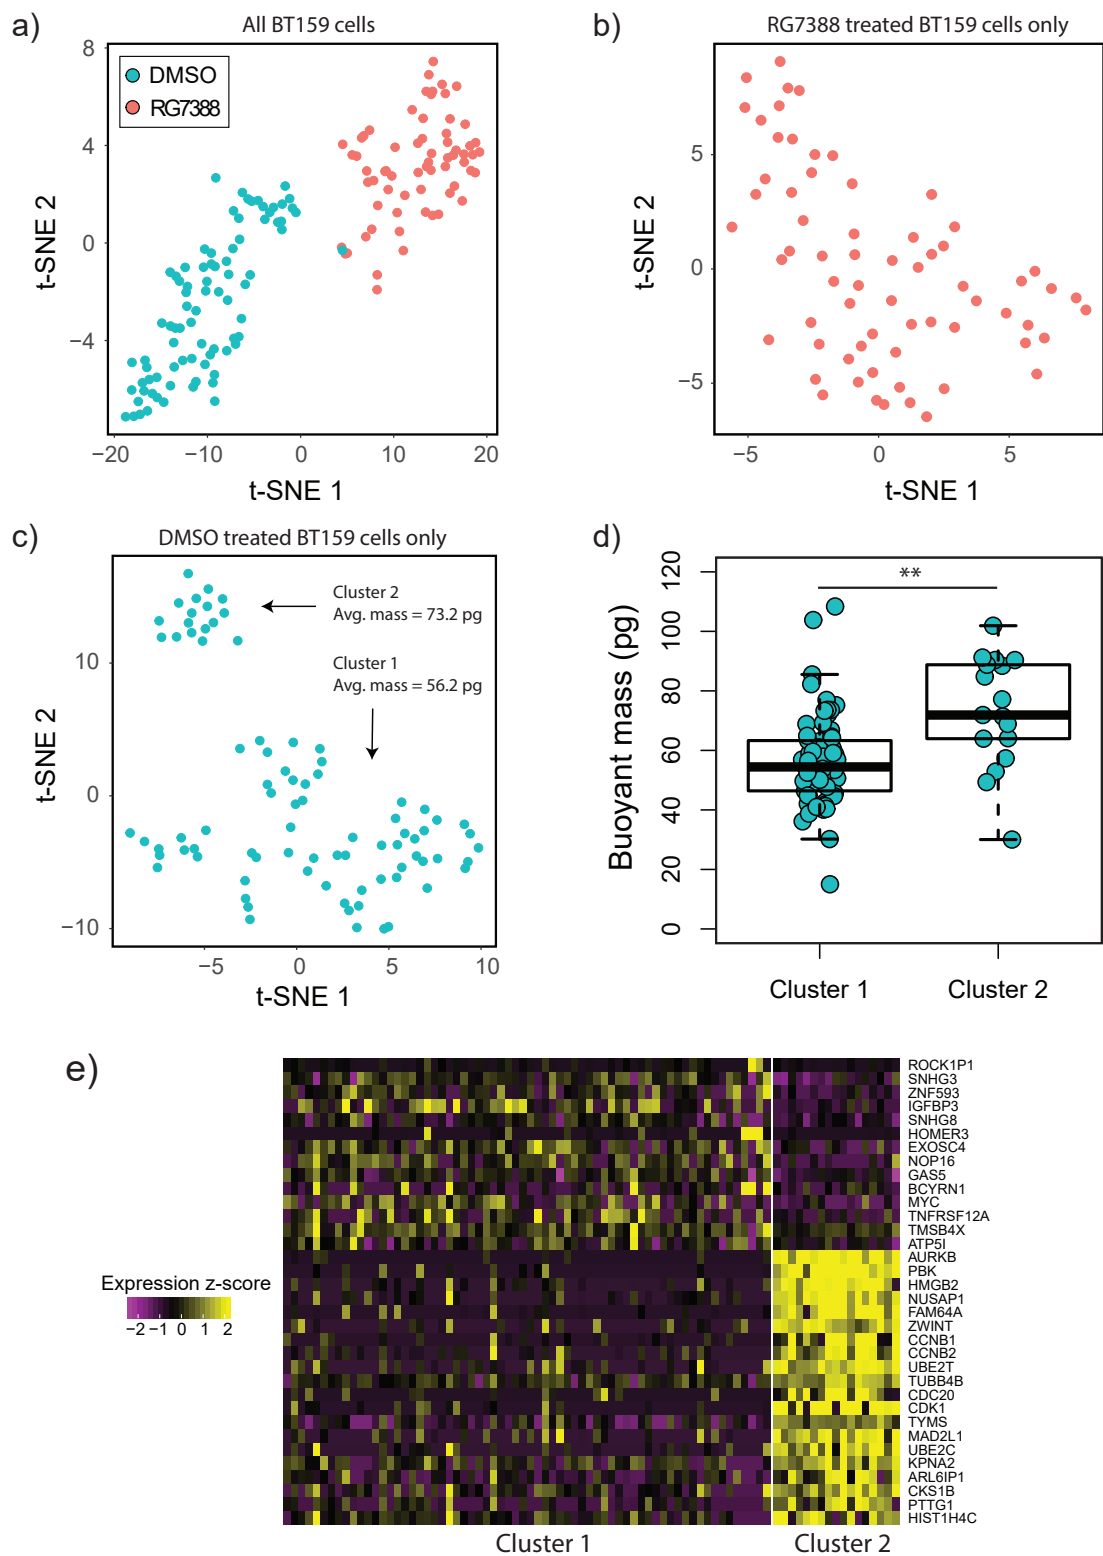 a)
All BT159 cells
DMSO
RG7388
8
4
0
−4
−20
−10
0
10
20
t-SNE 1
t-SNE 2
b)
RG7388 treated BT159 cells only
5
0
−5
−5
0
5
t-SNE 1
t-SNE 2
c)
DMSO treated BT159 cells only
Cluster 2
Avg. mass = 73.2 pg
Cluster 1
Avg. mass = 56.2 pg
10
0
−10
−5
0
5
10
t-SNE 1
t-SNE 2
d)
**
120
100
80
60
40
20
0
Buoyant mass (pg)
Cluster 1
Cluster 2
e)
ROCK1P1
SNHG3
ZNF593
IGFBP3
SNHG8
HOMER3
EXOSC4
NOP16
GAS5
BCYRN1
MYC
TNFRSF12A
TMSB4X
ATP5I
AURKB
PBK
HMGB2
NUSAP1
FAM64A
ZWINT
CCNB1
CCNB2
UBE2T
TUBB4B
CDC20
CDK1
TYMS
MAD2L1
UBE2C
KPNA2
ARL6IP1
CKS1B
PTTG1
HIST1H4C
Expression z-score
−2 −1 0 1 2
Cluster 1
Cluster 2